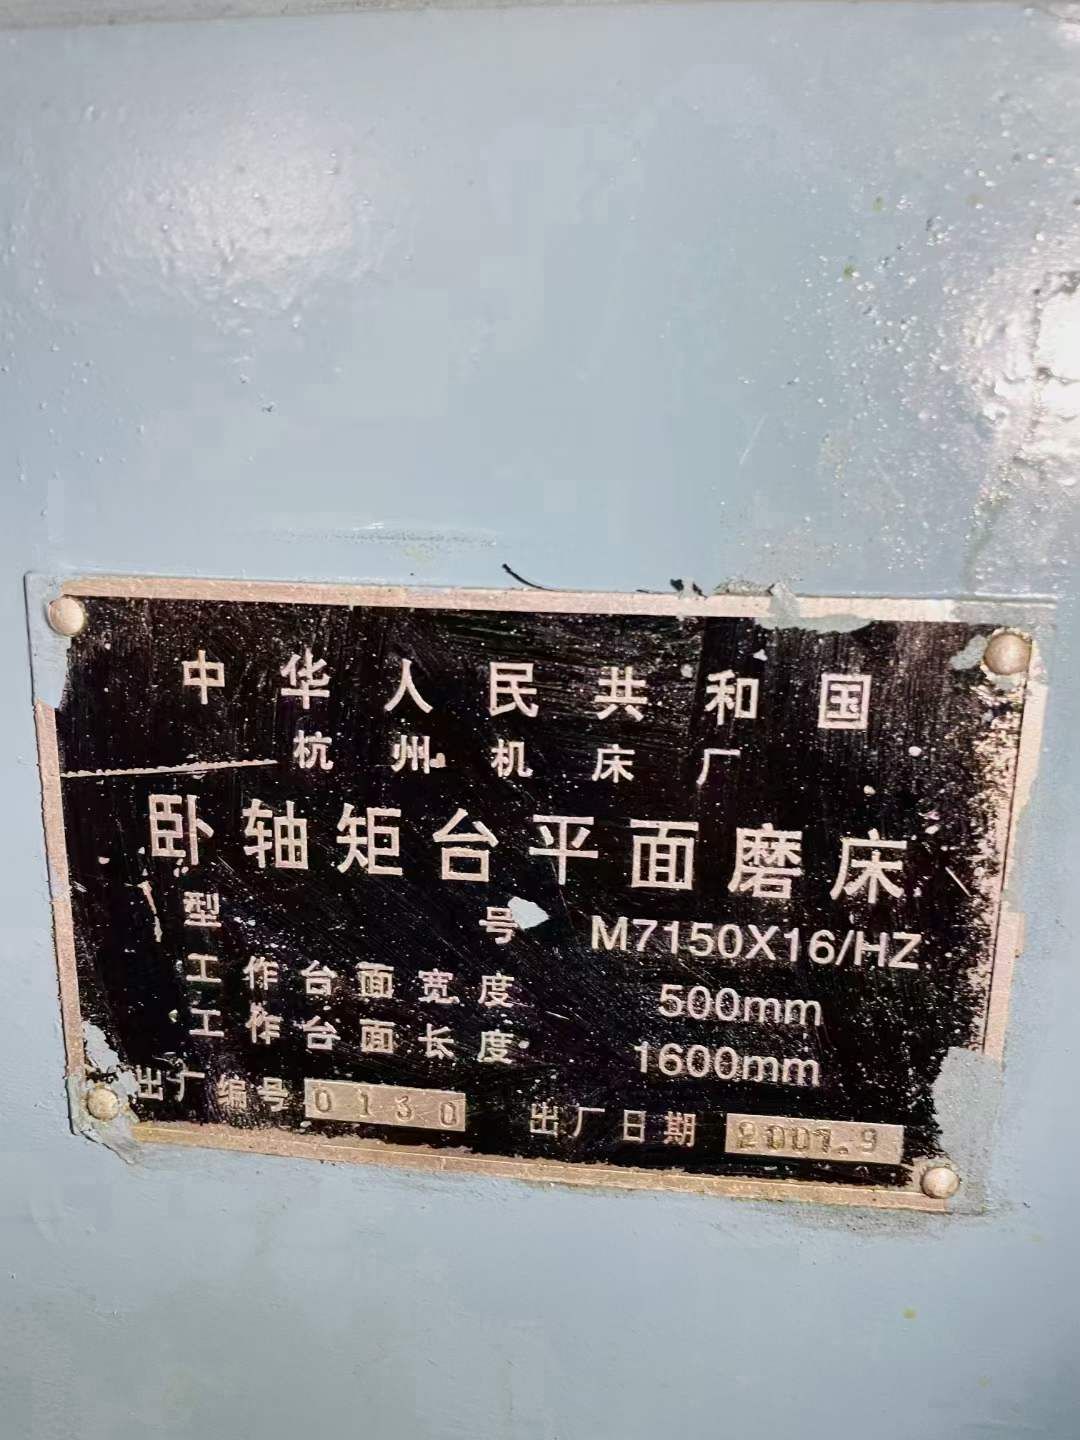 中华人民共和国
杭州机床厂
卧轴矩台平面磨床
型号 M7150X16/HZ
工作台面宽度 500mm
工作台面长度 1600mm
出厂编号 0130 出厂日期 2007.9